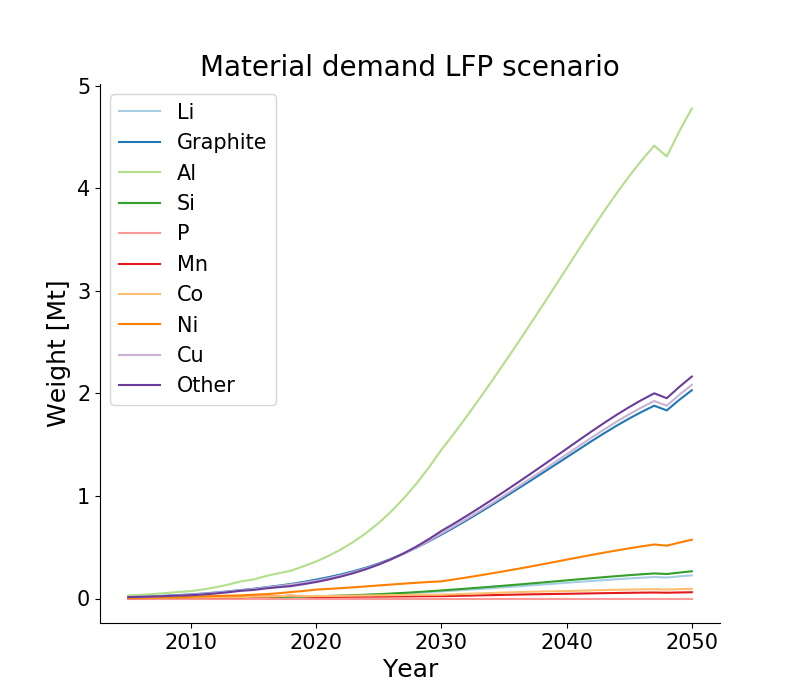 Material demand LFP scenario
5
4
3
2
1
0
Weight [Mt]
Li
Graphite
Al
Si
P
Mn
Co
Ni
Cu
Other
2010 2020 2030 2040 2050
Year